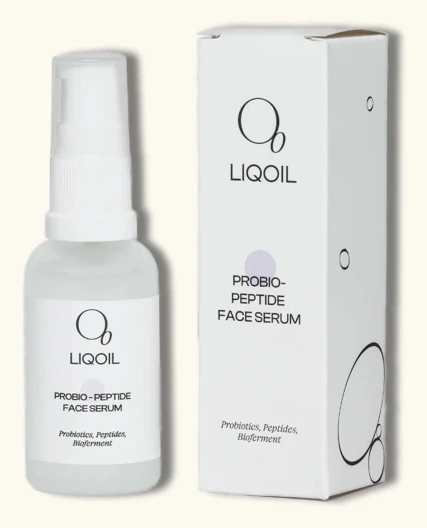 LIQOIL
PROBIO - PEPTIDE
FACE SERUM
Probiotics, Peptides,
Bioferment
LIQOIL
PROBIO-
PEPTIDE
FACE SERUM
Probiotics, Peptides,
Bioferment